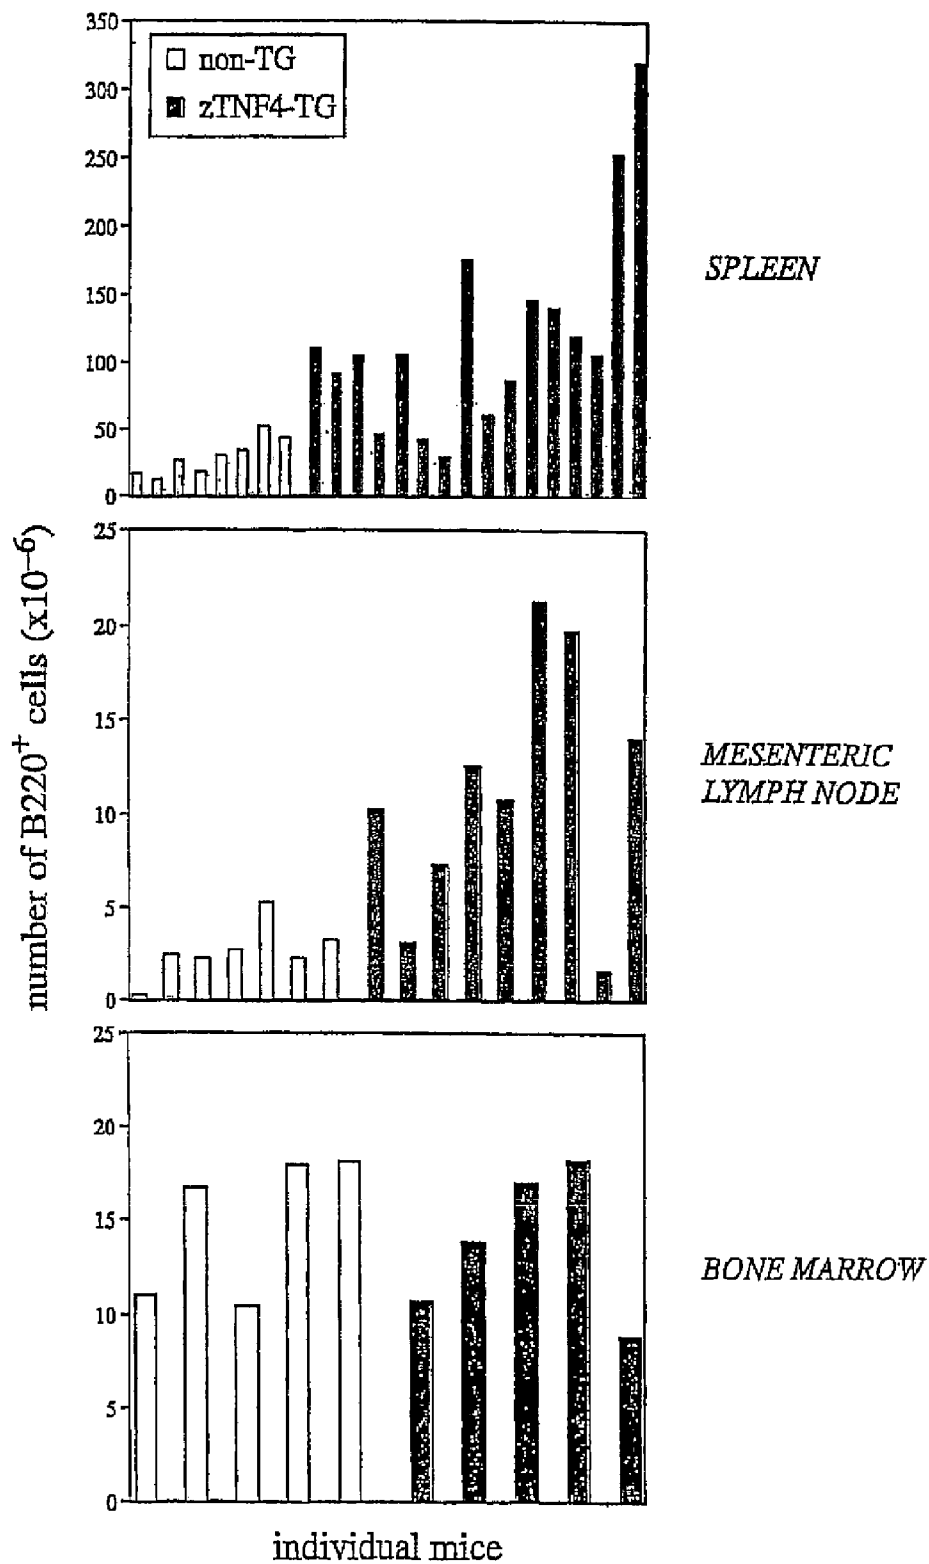 350
300
250
200
150
100
50
0
non-TG
zTNF4-TG
SPLEEN
number of B220+ cells (x10−6)
25
20
15
10
5
0
MESENTERIC
LYMPH NODE
25
20
15
10
5
0
BONE MARROW
individual mice